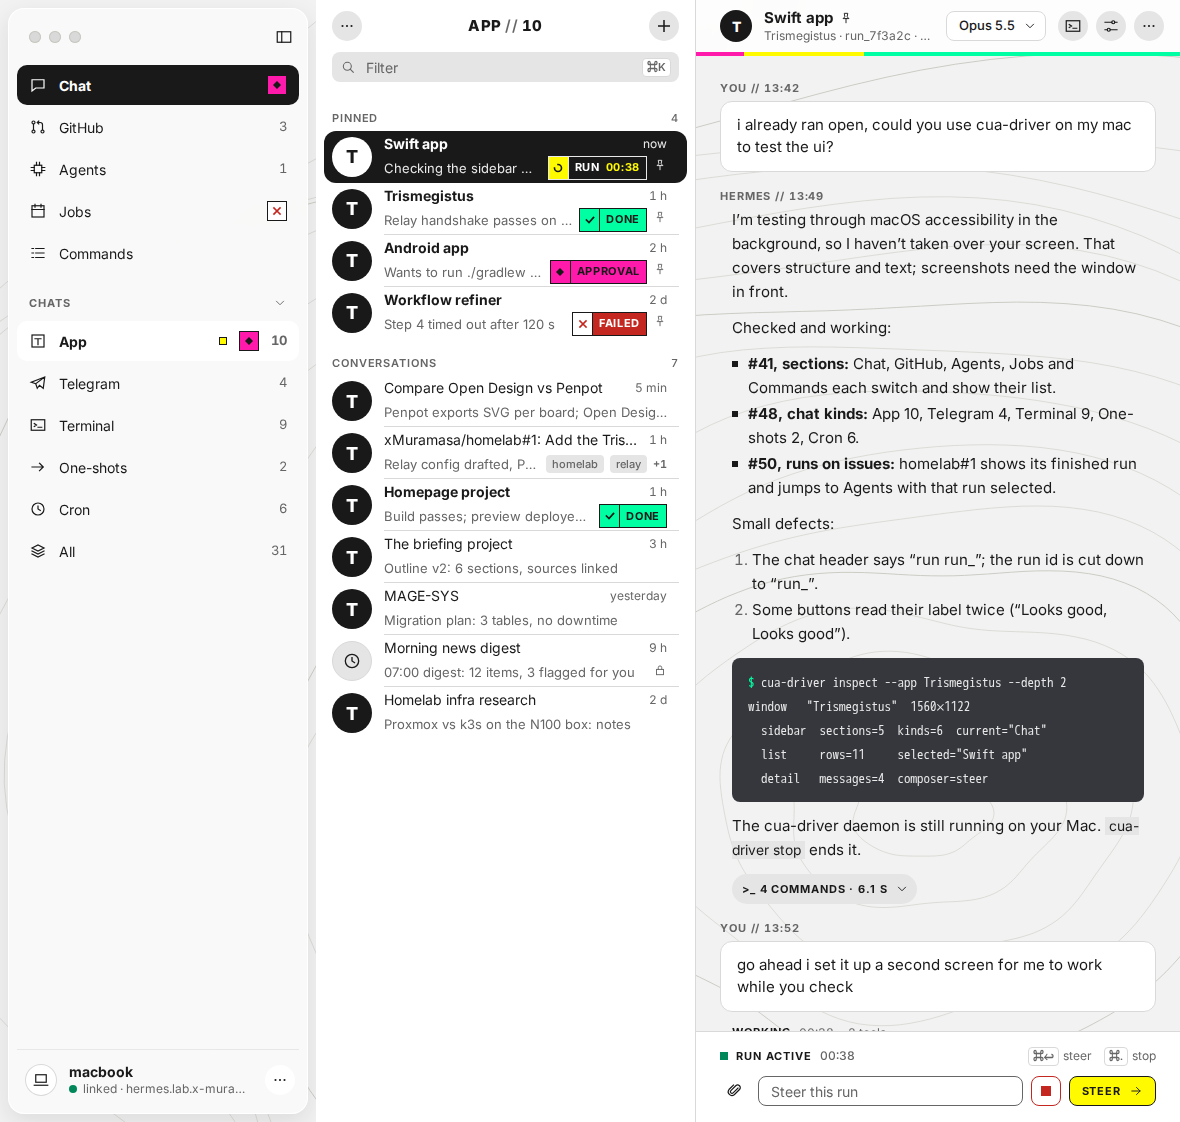 Chat
GitHub 3
Agents 1
Jobs
Commands
CHATS
App 10
Telegram 4
Terminal 9
One-shots 2
Cron 6
All 31
macbook
linked · hermes.lab.x-mura...
APP // 10
Filter ⌘K
PINNED 4
T Swift app now
Checking the sidebar ... RUN 00:38
T Trismegistus 1 h
Relay handshake passes on ... DONE
T Android app 2 h
Wants to run ./gradlew ... APPROVAL
T Workflow refiner 2 d
Step 4 timed out after 120 s FAILED
CONVERSATIONS 7
T Compare Open Design vs Penpot 5 min
Penpot exports SVG per board; Open Desig...
T xMuramasa/homelab#1: Add the Tris... 1 h
Relay config drafted, P... homelab relay +1
T Homepage project 1 h
Build passes; preview deploye... DONE
T The briefing project 3 h
Outline v2: 6 sections, sources linked
T MAGE-SYS yesterday
Migration plan: 3 tables, no downtime
Morning news digest 9 h
07:00 digest: 12 items, 3 flagged for you
T Homelab infra research 2 d
Proxmox vs k3s on the N100 box: notes
T Swift app
Trismegistus · run_7f3a2c · ...
Opus 5.5
YOU // 13:42
i already ran open, could you use cua-driver on my mac
to test the ui?
HERMES // 13:49
I’m testing through macOS accessibility in the
background, so I haven’t taken over your screen. That
covers structure and text; screenshots need the window
in front.
Checked and working:
#41, sections: Chat, GitHub, Agents, Jobs and
Commands each switch and show their list.
#48, chat kinds: App 10, Telegram 4, Terminal 9, One-
shots 2, Cron 6.
#50, runs on issues: homelab#1 shows its finished run
and jumps to Agents with that run selected.
Small defects:
1. The chat header says “run run_”; the run id is cut down
to “run_”.
2. Some buttons read their label twice (“Looks good,
Looks good”).
$ cua-driver inspect --app Trismegistus --depth 2
window "Trismegistus" 1560×1122
sidebar sections=5 kinds=6 current="Chat"
list rows=11 selected="Swift app"
detail messages=4 composer=steer
The cua-driver daemon is still running on your Mac. cua-
driver stop ends it.
>_ 4 COMMANDS · 6.1 S
YOU // 13:52
go ahead i set it up a second screen for me to work
while you check
WORKING 00:38 · 2 tools
RUN ACTIVE 00:38 ⌘↩ steer ⌘. stop
Steer this run STEER →